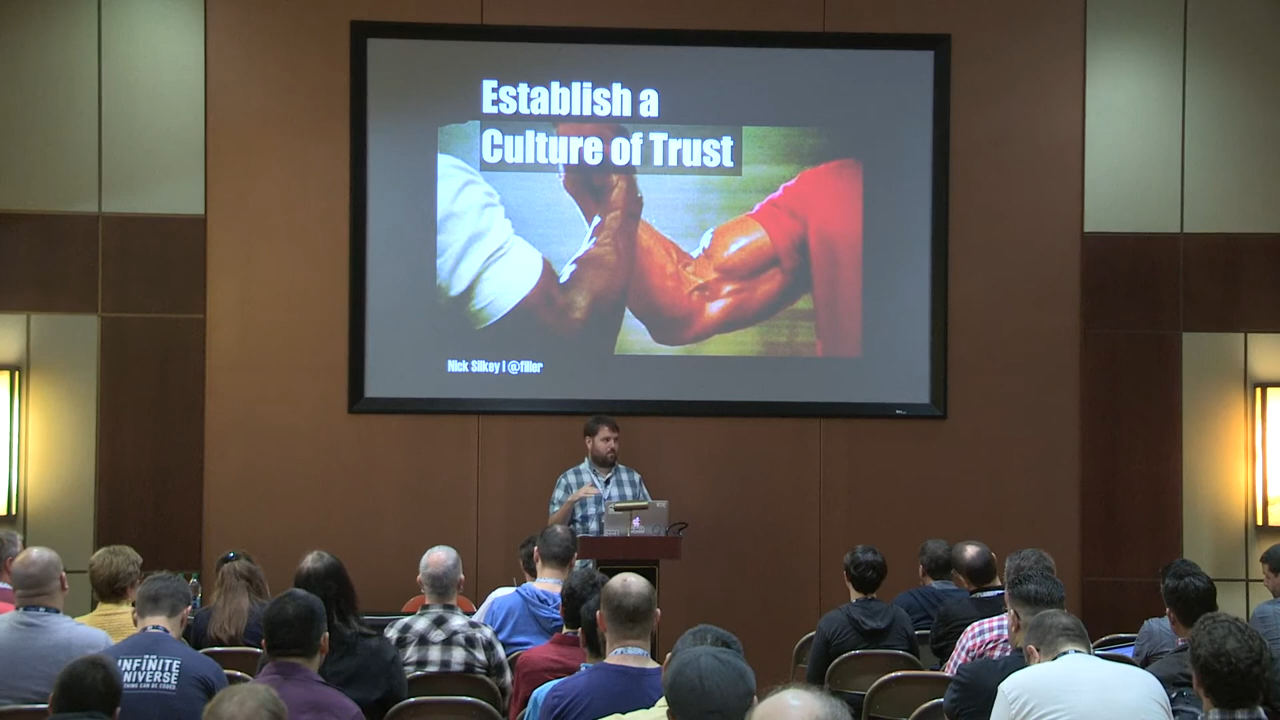 Establish a
Culture of Trust
Nick Silkey | @filler
INFINITE
UNIVERSE